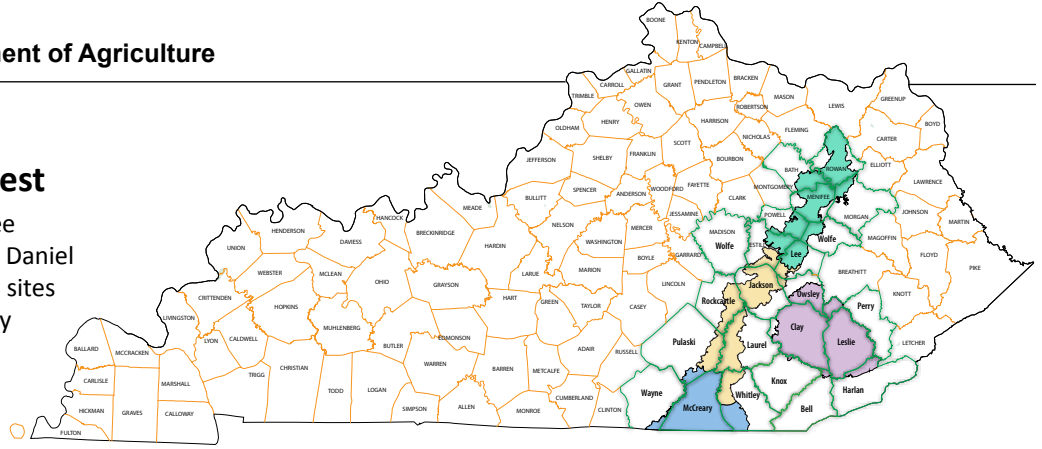 nent of Agriculture
est
ee
Daniel
sites
y
BOONE
KENTON
CAMPBELL
GALLATIN
CARROLL
GRANT
PENDLETON
BRACKEN
TRIMBLE
OWEN
ROBERTSON
MASON
LEWIS
GREENUP
HENRY
HARRISON
OLDHAM
NICHOLAS
FLEMING
BOYD
CARTER
SCOTT
JEFFERSON
SHELBY
FRANKLIN
BOURBON
BATH
ROWAN
ELLIOTT
SPENCER
ANDERSON
WOODFORD
FAYETTE
MONTGOMERY
MENIFEE
LAWRENCE
BULLITT
CLARK
MEADE
JESSAMINE
POWELL
MORGAN
JOHNSON
HANCOCK
NELSON
MERCER
MADISON
MARTIN
HENDERSON
BRECKINRIDGE
WASHINGTON
Wolfe
ESTIL
Wolfe
MAGOFFIN
UNION
DAVIESS
HARDIN
BOYLE
GARRARD
Lee
FLOYD
PIKE
WEBSTER
MCLEAN
OHIO
GRAYSON
LARUE
MARION
LINCOLN
Jackson
BREATHITT
CRITTENDEN
HOPKINS
HART
GREEN
TAYLOR
CASEY
Rockcastle
Owsley
Perry
KNOTT
LIVINGSTON
MUHLENBERG
Clay
LYON
CALDWELL
BUTLER
EDMONSON
ADAIR
RUSSELL
Pulaski
Laurel
Leslie
LETCHER
BALLARD
MCCRACKEN
WARREN
BARREN
METCALFE
TRIGG
CHRISTIAN
CARLISLE
MARSHALL
TODD
LOGAN
Wayne
Knox
Harlan
CUMBERLAND
Whitley
HICKMAN
GRAVES
CALLOWAY
SIMPSON
ALLEN
MONROE
CLINTON
McCreary
Bell
FULTON